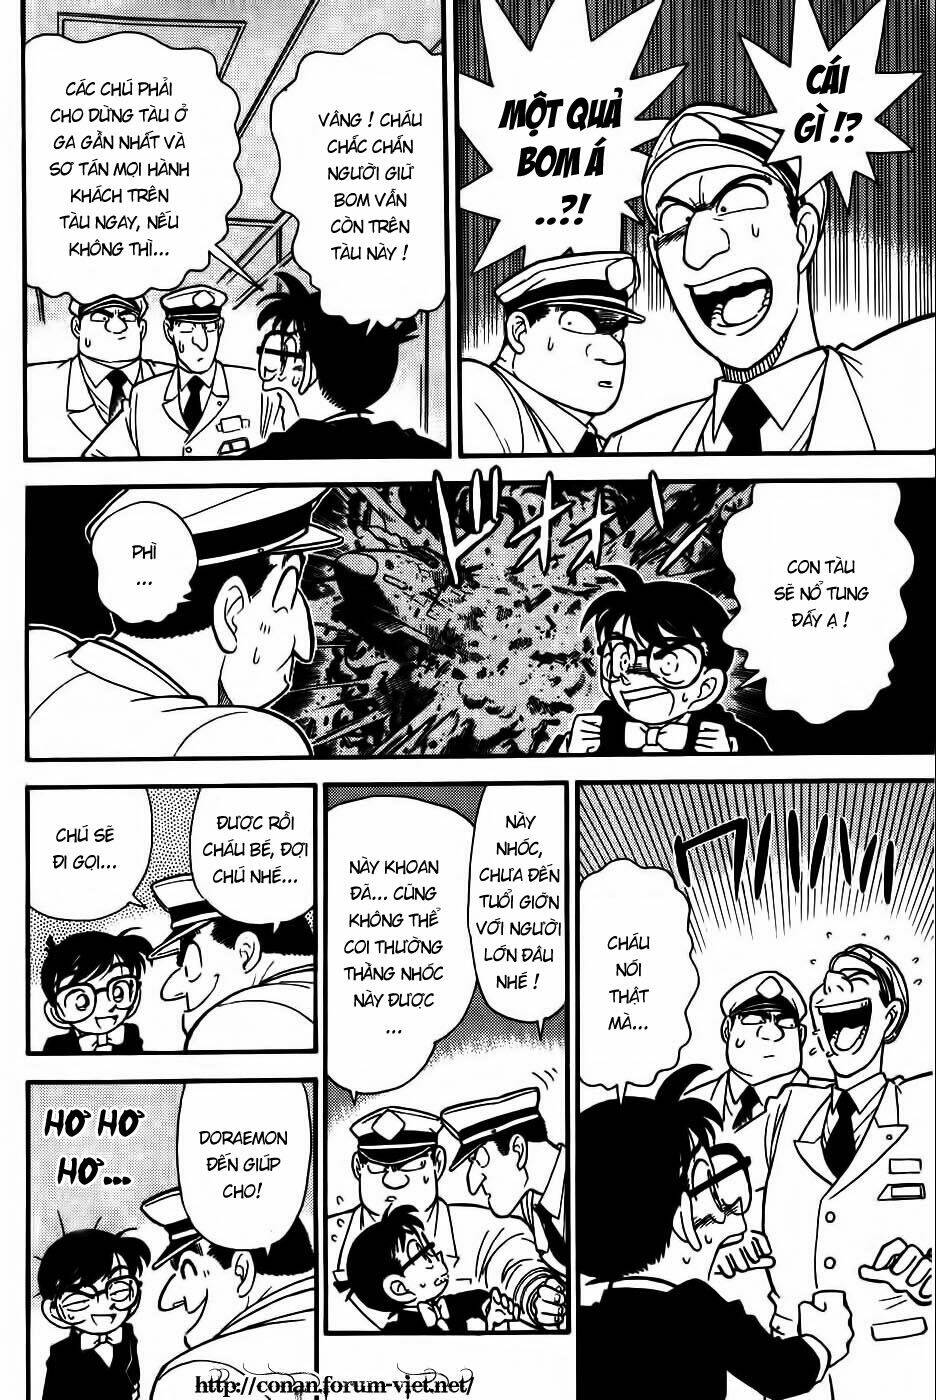 CÁI
GÌ !?
MỘT QUẢ
BOM Á
..?!
VÂNG ! CHÁU
CHẮC CHẮN
NGƯỜI GIỮ
BOM VẪN
CÒN TRÊN
TÀU NÀY !
CÁC CHÚ PHẢI
CHO DỪNG TÀU Ở
GA GẦN NHẤT VÀ
SƠ TÁN MỌI HÀNH
KHÁCH TRÊN
TÀU NGAY, NẾU
KHÔNG THÌ...
CON TÀU
SẼ NỔ TUNG
ĐẤY Ạ !
ドオオン
PHÌ
...
CHÁU
NÓI
THẬT
MÀ...
NÀY
NHÓC,
CHƯA ĐẾN
TUỔI GIỠN
VỚI NGƯỜI
LỚN ĐÂU
NHÉ !
NÀY KHOAN
ĐÃ... CŨNG
KHÔNG THỂ
COI THƯỜNG
THẰNG NHÓC
NÀY ĐƯỢC
...
ĐƯỢC RỒI
CHÁU BÉ, ĐỢI
CHÚ NHÉ...
CHÚ SẼ
ĐI GỌI...
DORAEMON
ĐẾN GIÚP
CHO!
HƠ HƠ
HƠ...
http://conan.forum-viet.net/